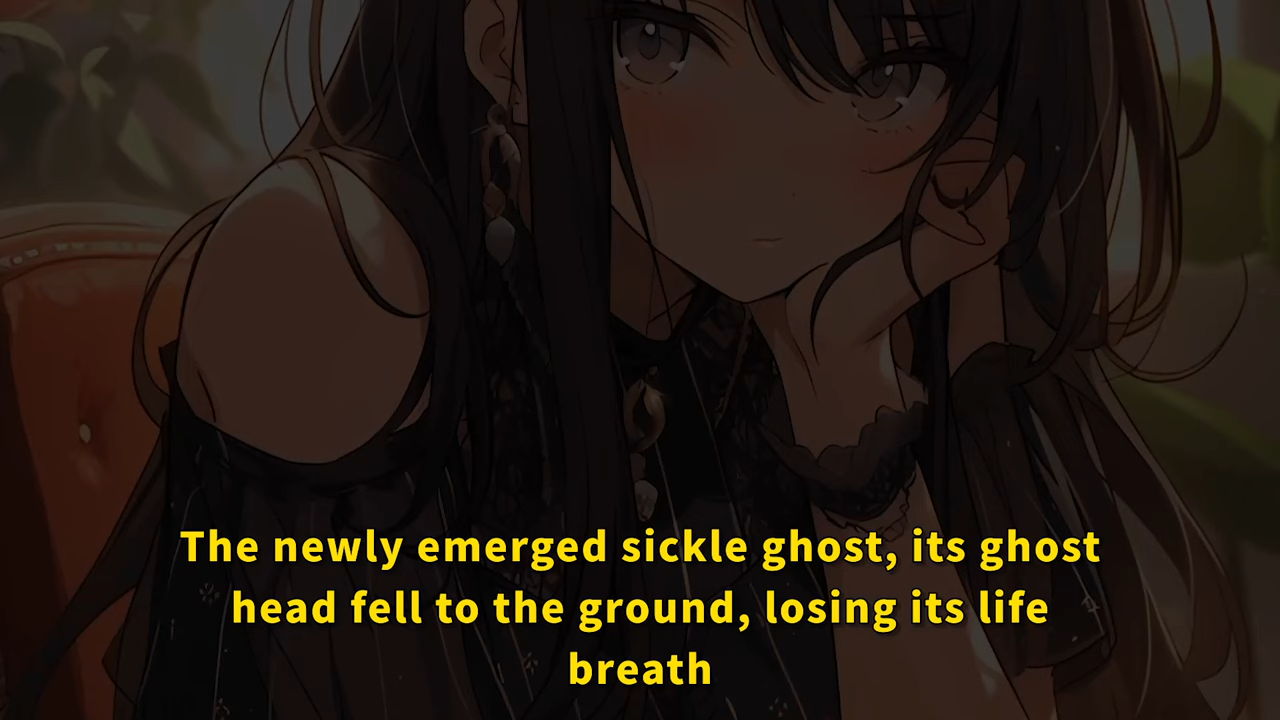 The newly emerged sickle ghost, its ghost
head fell to the ground, losing its life
breath